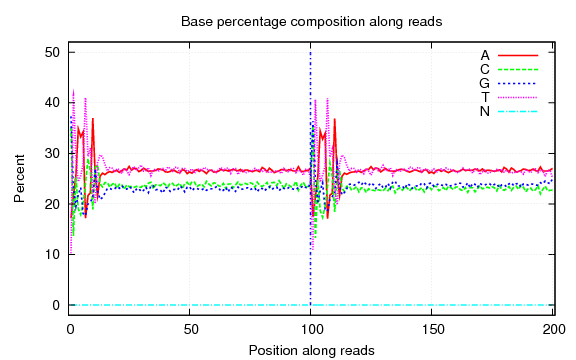 Base percentage composition along reads
A
C
G
T
N
50
40
30
20
10
0
Percent
0 50 100 150 200
Position along reads